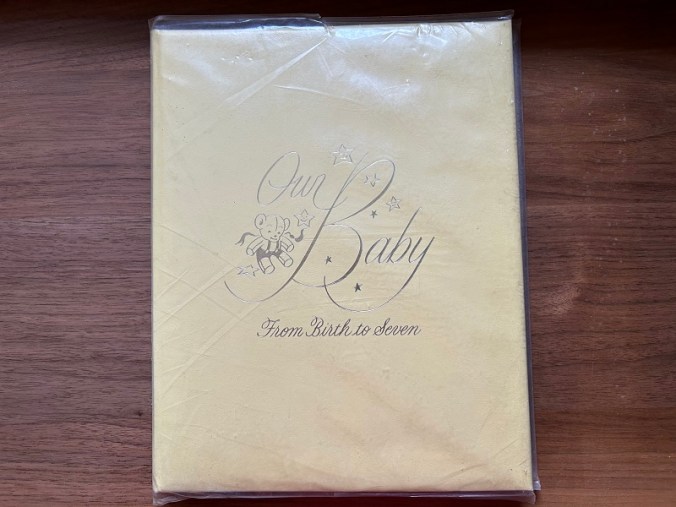 Our
Baby
From Birth to Seven